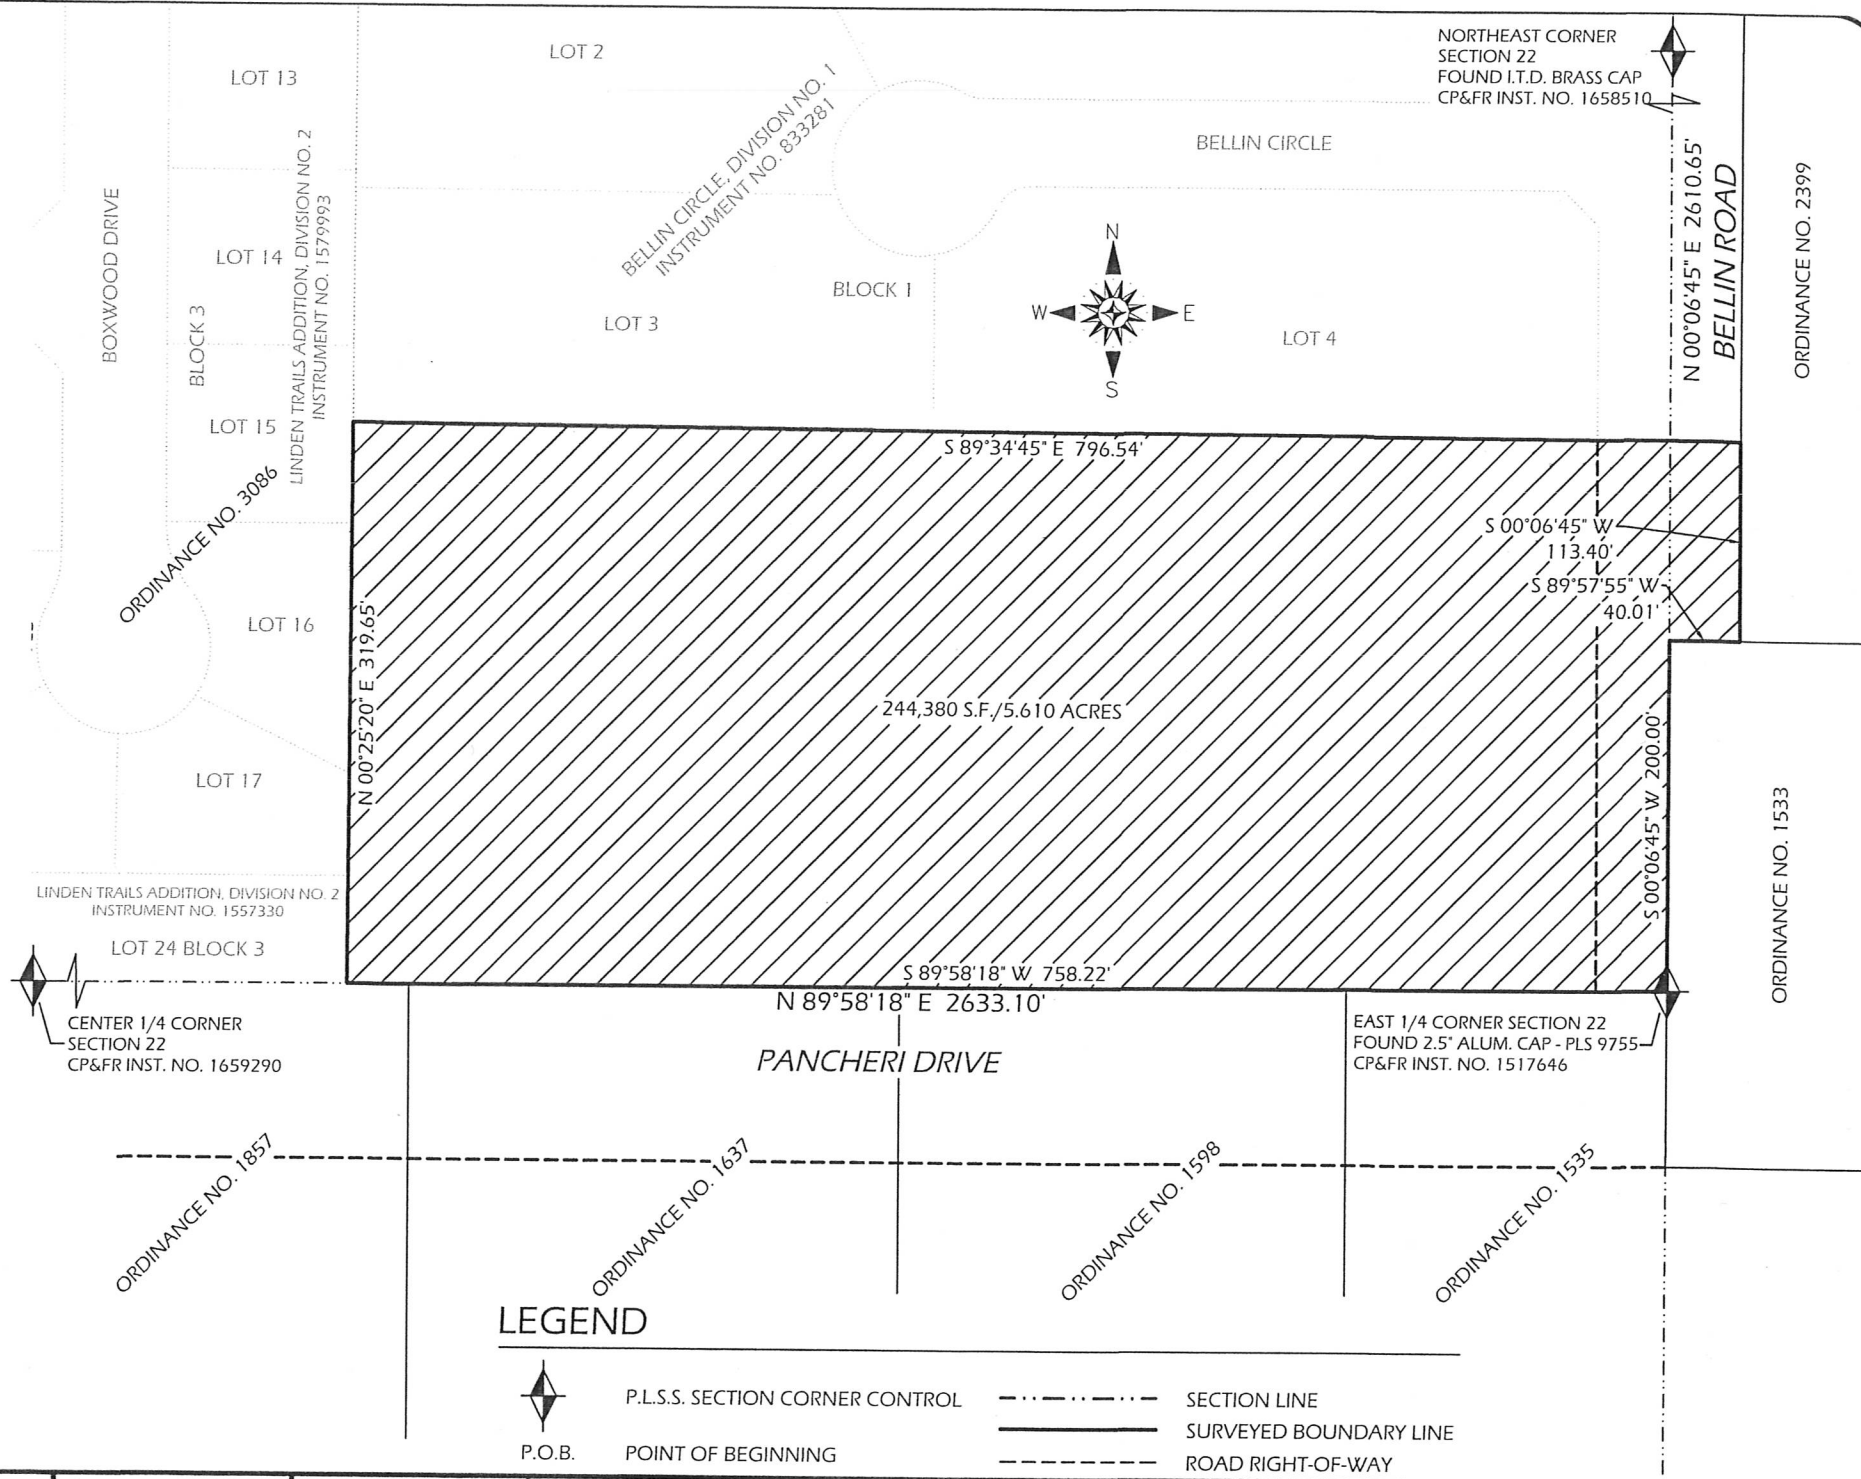 LOT 13
LOT 2
NORTHEAST CORNER
SECTION 22
FOUND I.T.D. BRASS CAP
CP&FR INST. NO. 1658510
BELLIN CIRCLE, DIVISION NO. 1
INSTRUMENT NO. 833281
BELLIN CIRCLE
N 00°06'45" E 2610.65'
BELLIN ROAD
ORDINANCE NO. 2399
BOXWOOD DRIVE
LOT 14
BLOCK 3
LINDEN TRAILS ADDITION, DIVISION NO. 2
INSTRUMENT NO. 1579993
LOT 3
BLOCK 1
N
W
E
S
LOT 4
LOT 15
ORDINANCE NO. 3086
S 89°34'45" E 796.54'
S 00°06'45" W
113.40'
S 89°57'55" W
40.01'
LOT 16
N 00°25'20" E 319.65'
244,380 S.F./5.610 ACRES
S 00°06'45" W 200.00'
ORDINANCE NO. 1533
LOT 17
LINDEN TRAILS ADDITION, DIVISION NO. 2
INSTRUMENT NO. 1557330
LOT 24 BLOCK 3
S 89°58'18" W 758.22'
N 89°58'18" E 2633.10'
CENTER 1/4 CORNER
SECTION 22
CP&FR INST. NO. 1659290
PANCHERI DRIVE
EAST 1/4 CORNER SECTION 22
FOUND 2.5" ALUM. CAP - PLS 9755
CP&FR INST. NO. 1517646
ORDINANCE NO. 1857
ORDINANCE NO. 1637
ORDINANCE NO. 1598
ORDINANCE NO. 1535
LEGEND
P.L.S.S. SECTION CORNER CONTROL
SECTION LINE
SURVEYED BOUNDARY LINE
P.O.B. POINT OF BEGINNING
ROAD RIGHT-OF-WAY